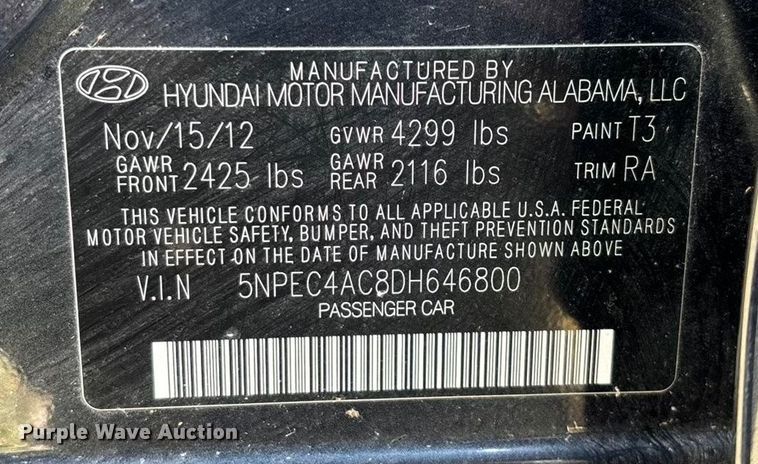 MANUFACTURED BY
HYUNDAI MOTOR MANUFACTURING ALABAMA, LLC
Nov/15/12 GVWR 4299 lbs PAINT T3
GAWR FRONT 2425 lbs GAWR REAR 2116 lbs TRIM RA
THIS VEHICLE CONFORMS TO ALL APPLICABLE U.S.A. FEDERAL
MOTOR VEHICLE SAFETY, BUMPER, AND THEFT PREVENTION STANDARDS
IN EFFECT ON THE DATE OF MANUFACTURE SHOWN ABOVE
V.I.N 5NPEC4AC8DH646800
PASSENGER CAR
Purple Wave Auction